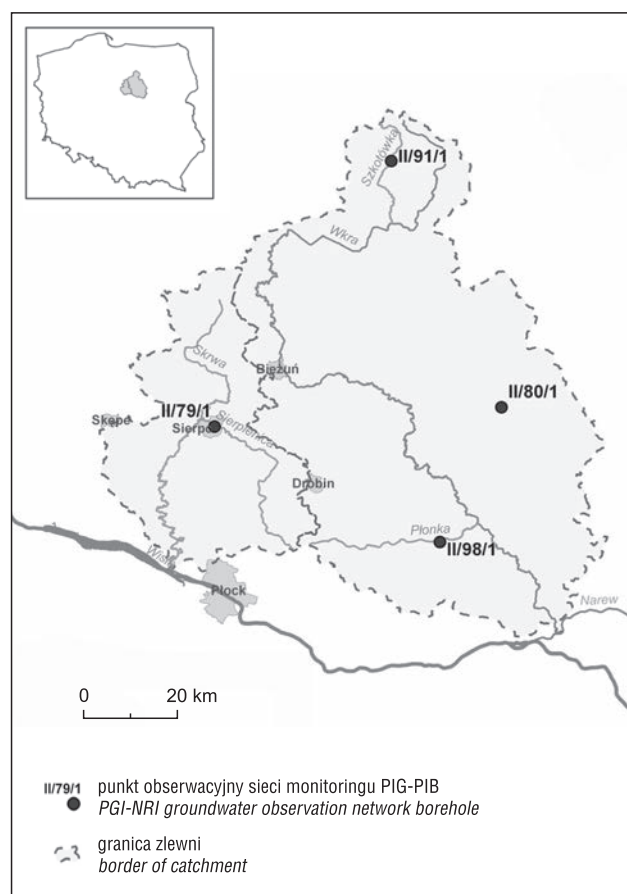 Szkotówka
II/91/1
Wkra
Skrwa
Bieżuń
II/80/1
Skępe
II/79/1
Sierpc
Sierpienica
Drobin
Płonka
II/98/1
Wisła
Płock
Narew
0 20 km
II/79/1 punkt obserwacyjny sieci monitoringu PIG-PIB
PGI-NRI groundwater observation network borehole
granica zlewni
border of catchment